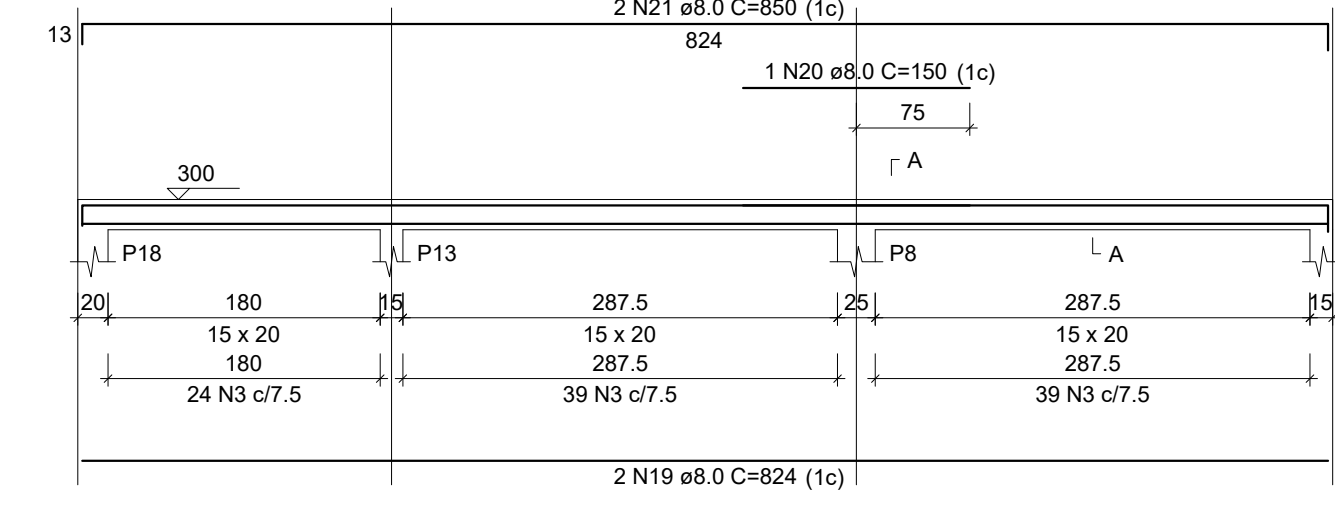 2 N21 ø8.0 C=850 (1c)
13
824
1 N20 ø8.0 C=150 (1c)
75
A
300
P18 P13 P8 A
20 180 15 287.5 25 287.5 15
15 x 20 15 x 20 15 x 20
180 287.5 287.5
24 N3 c/7.5 39 N3 c/7.5 39 N3 c/7.5
2 N19 ø8.0 C=824 (1c)